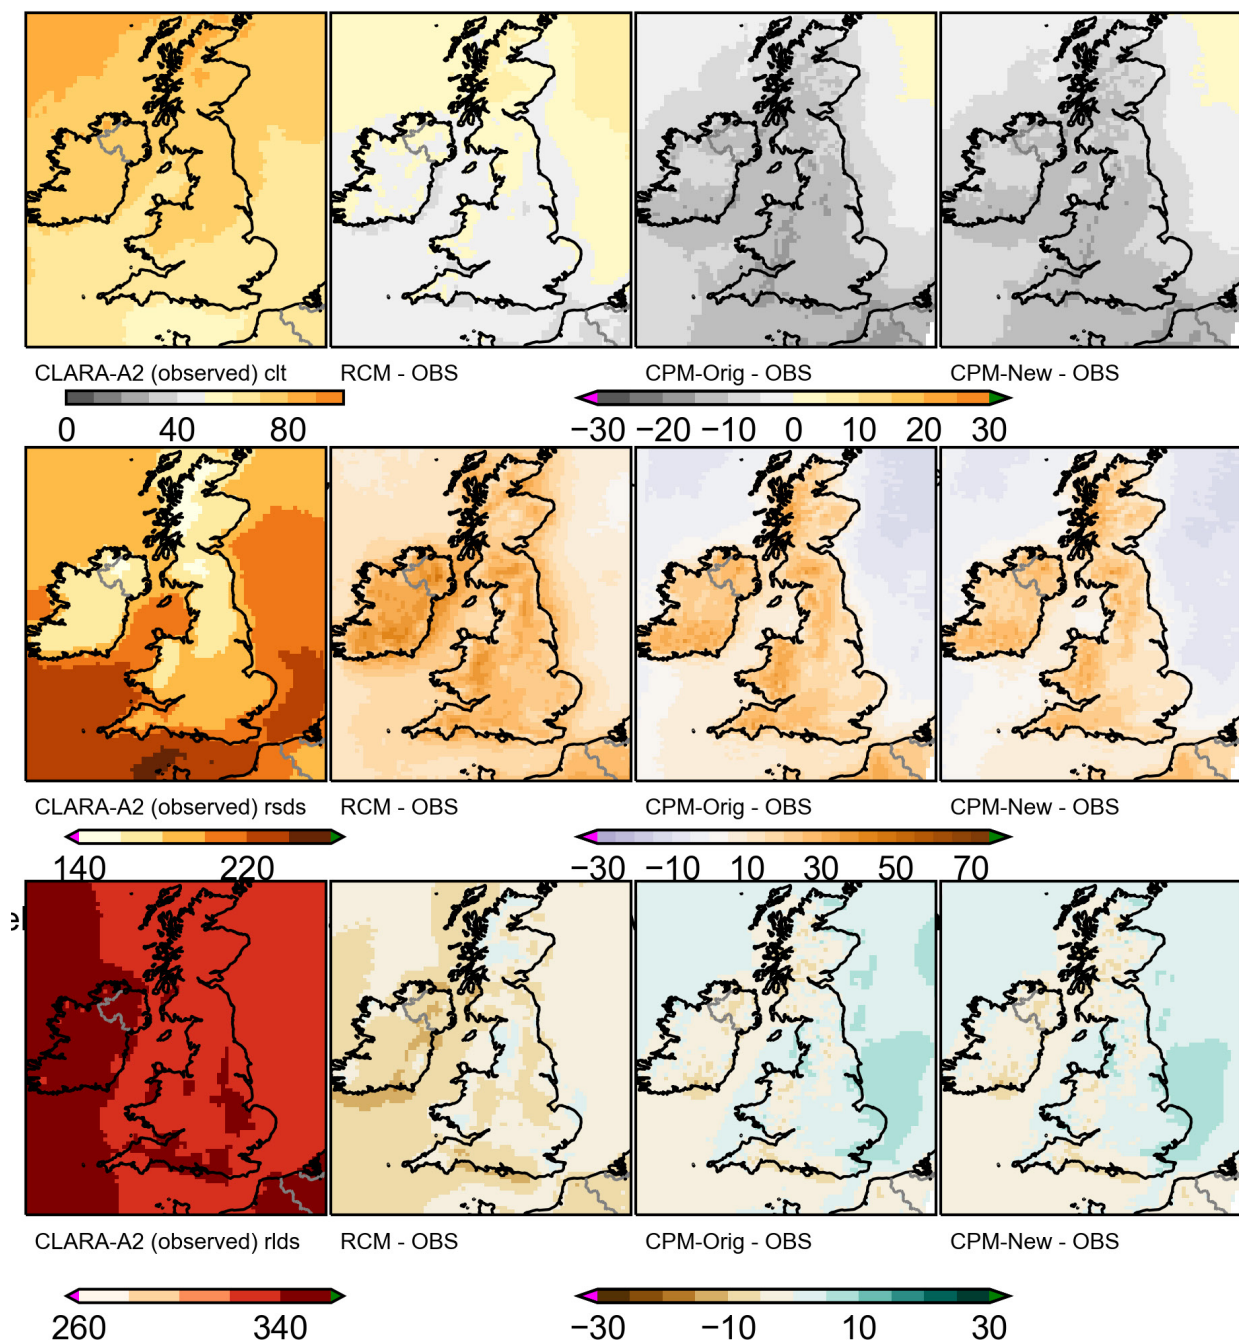 CLARA-A2 (observed) clt RCM - OBS CPM-Orig - OBS CPM-New - OBS
0 40 80 −30 −20 −10 0 10 20 30
CLARA-A2 (observed) rsds RCM - OBS CPM-Orig - OBS CPM-New - OBS
140 220 −30 −10 10 30 50 70
CLARA-A2 (observed) rlds RCM - OBS CPM-Orig - OBS CPM-New - OBS
260 340 −30 −10 10 30